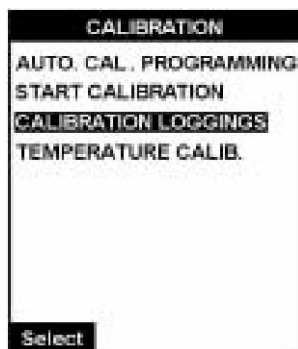 CALIBRATION
AUTO. CAL. PROGRAMMING
START CALIBRATION
CALIBRATION LOGGINGS
TEMPERATURE CALIB.
Select